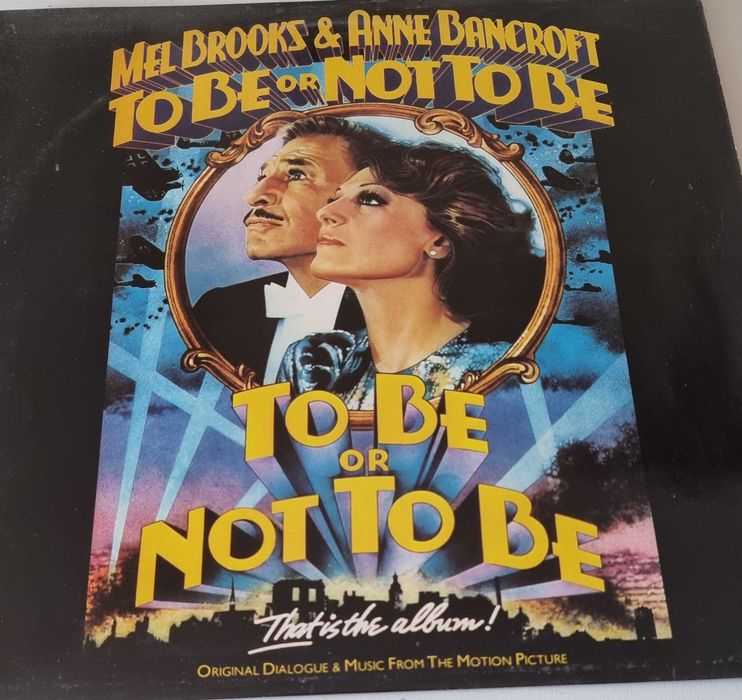 MEL BROOKS & ANNE BANCROFT
TO BE OR NOT TO BE
TO BE
OR
NOT TO BE
That is the album!
ORIGINAL DIALOGUE & MUSIC FROM THE MOTION PICTURE